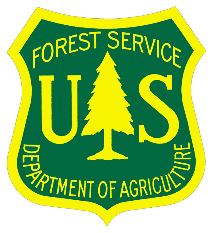 FOREST SERVICE
U S
DEPARTMENT OF AGRICULTURE